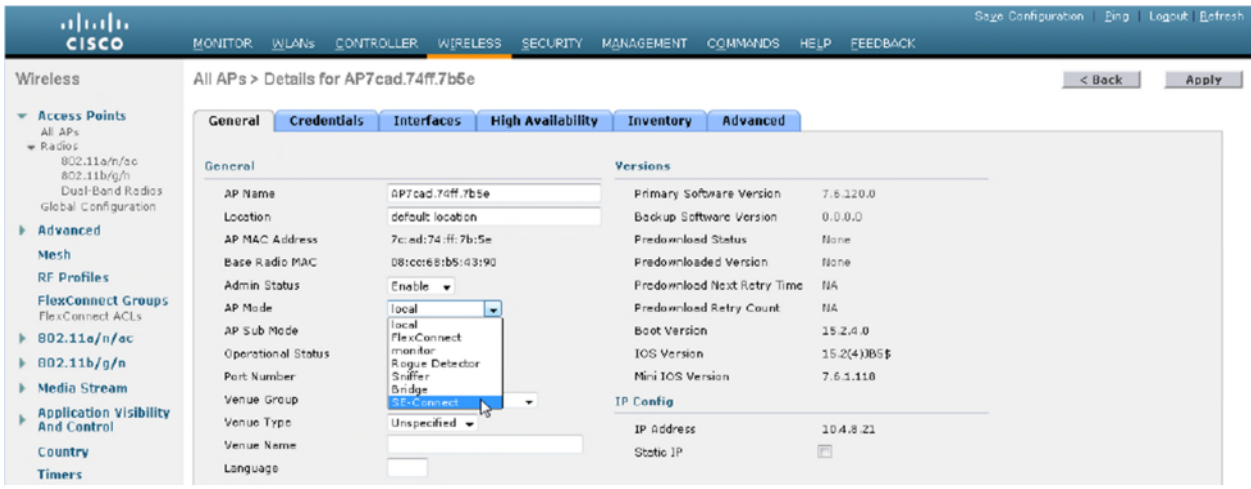 Save Configuration | Ping | Logout | Refresh
CISCO
MONITOR WLANs CONTROLLER WIRELESS SECURITY MANAGEMENT COMMANDS HELP FEEDBACK
Wireless
Access Points
All APs
Radios
802.11a/n/ac
802.11b/g/n
Dual-Band Radios
Global Configuration
Advanced
Mesh
RF Profiles
FlexConnect Groups
FlexConnect ACLs
802.11a/n/ac
802.11b/g/n
Media Stream
Application Visibility
And Control
Country
Timers
All APs > Details for AP7cad.74ff.7b5e
< Back
Apply
General Credentials Interfaces High Availability Inventory Advanced
General
AP Name AP7cad.74ff.7b5e
Location default location
AP MAC Address 7c:ad:74:ff:7b:5e
Base Radio MAC 08:cc:68:b5:43:90
Admin Status Enable
AP Mode local
local
FlexConnect
monitor
Rogue Detector
Sniffer
Bridge
SE-Connect
AP Sub Mode
Operational Status
Port Number
Venue Group
Venue Type Unspecified
Venue Name
Language
Versions
Primary Software Version 7.6.120.0
Backup Software Version 0.0.0.0
Predownload Status None
Predownloaded Version None
Predownload Next Retry Time NA
Predownload Retry Count NA
Boot Version 15.2.4.0
IOS Version 15.2(4)JB5$
Mini IOS Version 7.6.1.118
IP Config
IP Address 10.4.8.21
Static IP